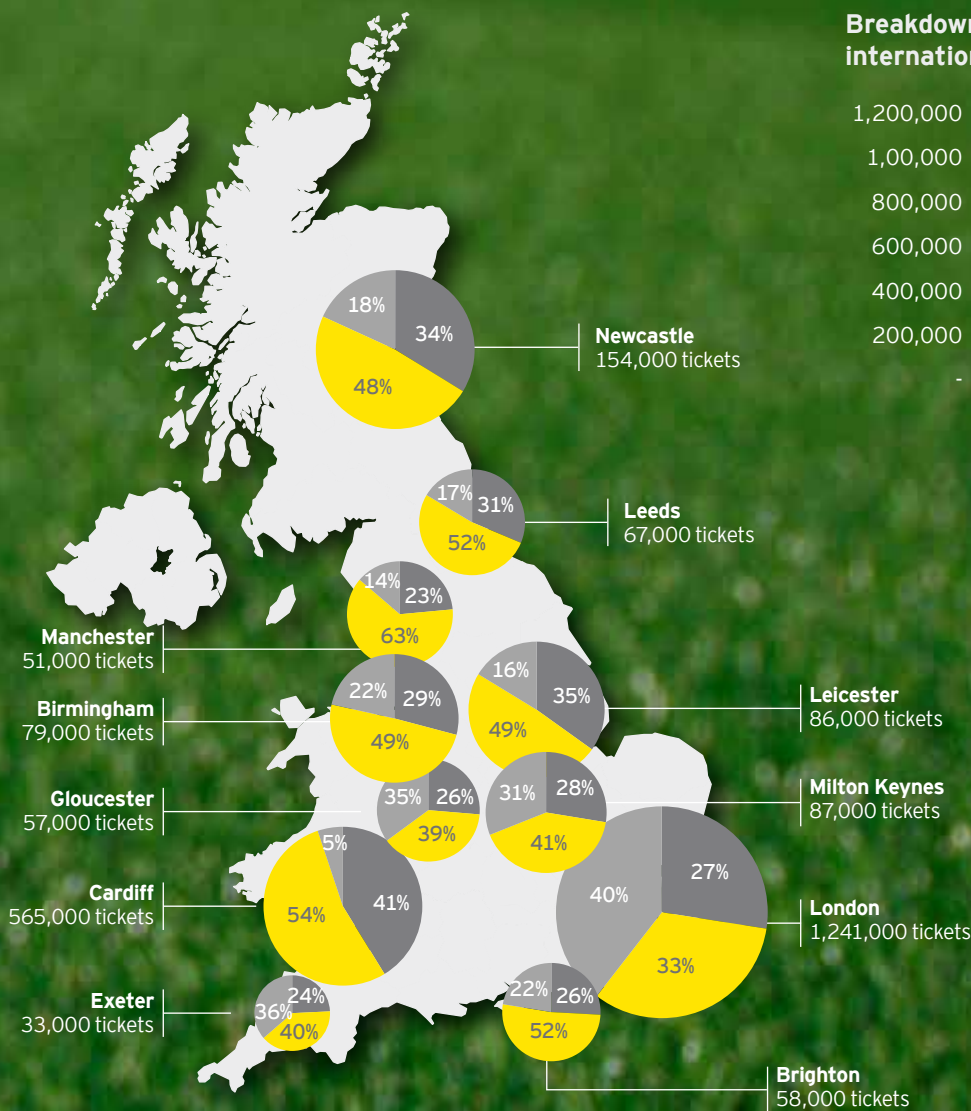 Breakdown
internation
1,200,000
1,00,000
800,000
600,000
400,000
200,000
-
18%
34%
48%
Newcastle
154,000 tickets
17%
31%
52%
Leeds
67,000 tickets
14%
23%
63%
Manchester
51,000 tickets
22%
29%
49%
Birmingham
79,000 tickets
16%
35%
49%
Leicester
86,000 tickets
35%
26%
39%
Gloucester
57,000 tickets
31%
28%
41%
Milton Keynes
87,000 tickets
5%
41%
54%
Cardiff
565,000 tickets
40%
27%
33%
London
1,241,000 tickets
24%
36%
40%
Exeter
33,000 tickets
22%
26%
52%
Brighton
58,000 tickets